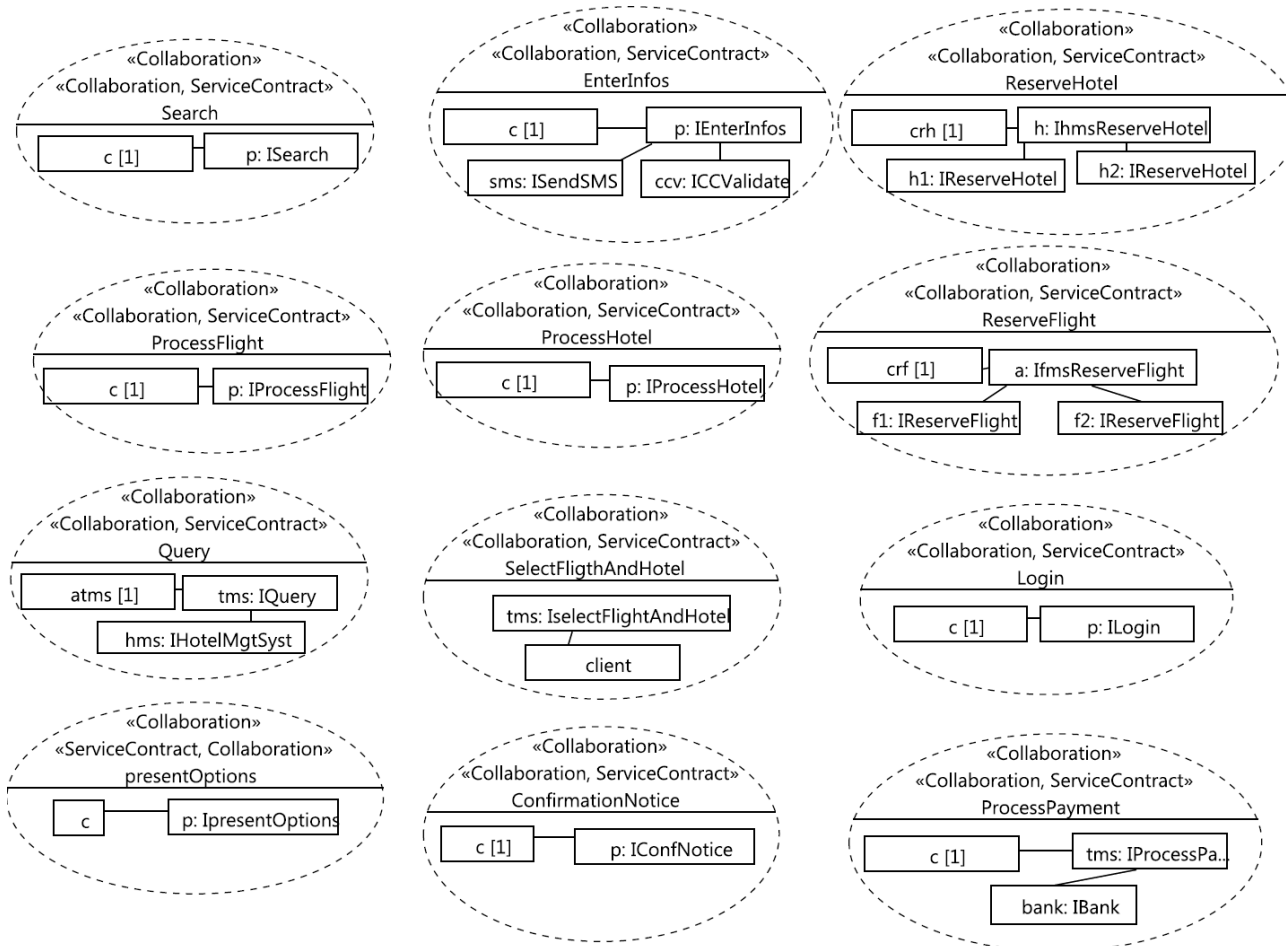 «Collaboration»
«Collaboration, ServiceContract»
Search
c [1]
p: ISearch
«Collaboration»
«Collaboration, ServiceContract»
EnterInfos
c [1]
p: IEnterInfos
sms: ISendSMS
ccv: ICCValidate
«Collaboration»
«Collaboration, ServiceContract»
ReserveHotel
crh [1]
h: IhmsReserveHotel
h1: IReserveHotel
h2: IReserveHotel
«Collaboration»
«Collaboration, ServiceContract»
ProcessFlight
c [1]
p: IProcessFlight
«Collaboration»
«Collaboration, ServiceContract»
ProcessHotel
c [1]
p: IProcessHotel
«Collaboration»
«Collaboration, ServiceContract»
ReserveFlight
crf [1]
a: IfmsReserveFlight
f1: IReserveFlight
f2: IReserveFlight
«Collaboration»
«Collaboration, ServiceContract»
Query
atms [1]
tms: IQuery
hms: IHotelMgtSyst
«Collaboration»
«Collaboration, ServiceContract»
SelectFligthAndHotel
tms: IselectFlightAndHotel
client
«Collaboration»
«Collaboration, ServiceContract»
Login
c [1]
p: ILogin
«Collaboration»
«ServiceContract, Collaboration»
presentOptions
c
p: IpresentOptions
«Collaboration»
«Collaboration, ServiceContract»
ConfirmationNotice
c [1]
p: IConfNotice
«Collaboration»
«Collaboration, ServiceContract»
ProcessPayment
c [1]
tms: IProcessPa...
bank: IBank